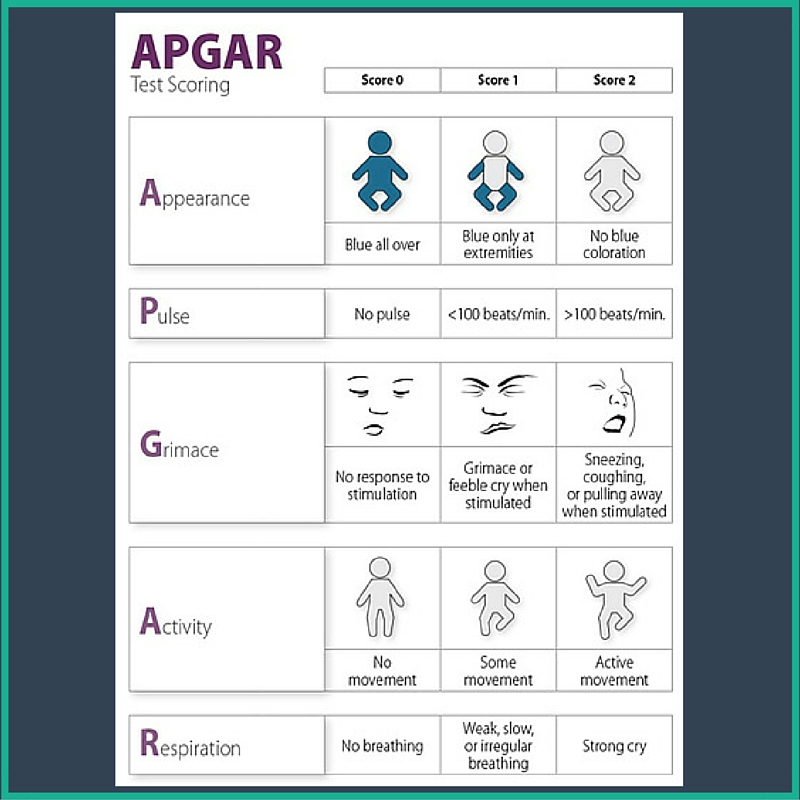 APGAR
Test Scoring
Score 0
Score 1
Score 2
Appearance
Blue all over
Blue only at
extremities
No blue
coloration
Pulse
No pulse
<100 beats/min.
>100 beats/min.
Grimace
No response to
stimulation
Grimace or
feeble cry when
stimulated
Sneezing,
coughing,
or pulling away
when stimulated
Activity
No
movement
Some
movement
Active
movement
Respiration
No breathing
Weak, slow,
or irregular
breathing
Strong cry